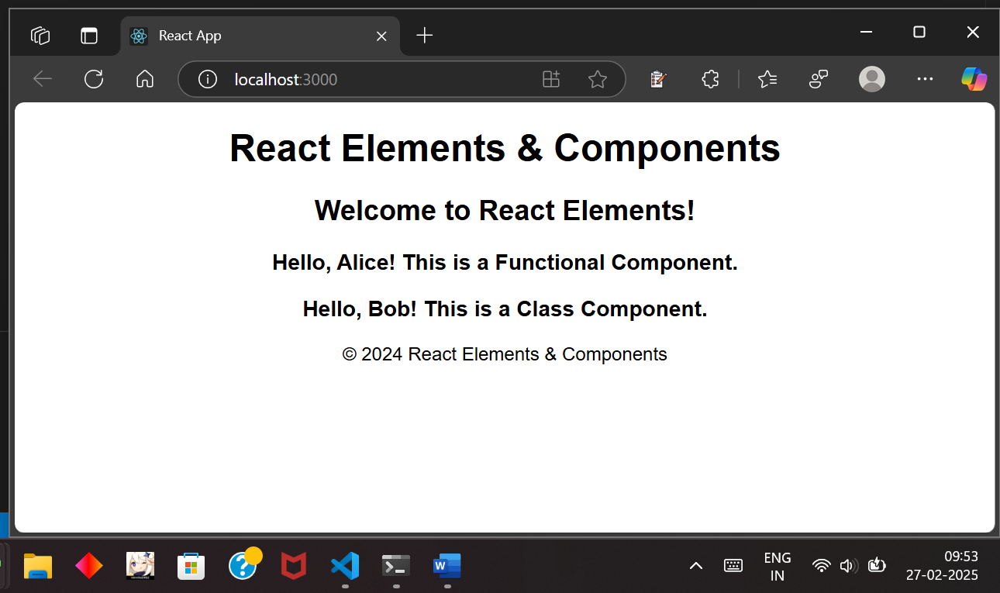 React App
localhost:3000
React Elements & Components
Welcome to React Elements!
Hello, Alice! This is a Functional Component.
Hello, Bob! This is a Class Component.
© 2024 React Elements & Components
W
ENG
IN
09:53
27-02-2025